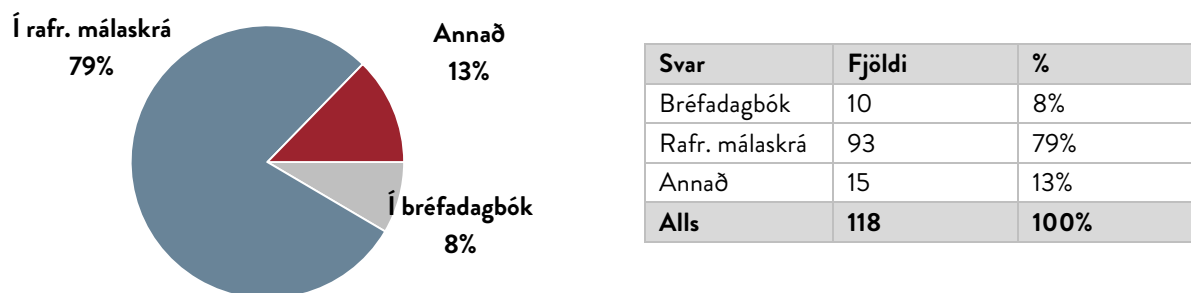 Í rafr. málaskrá
79%
Annað
13%
Í bréfadagbók
8%
Svar Fjöldi %
Bréfadagbók 10 8%
Rafr. málaskrá 93 79%
Annað 15 13%
Alls 118 100%